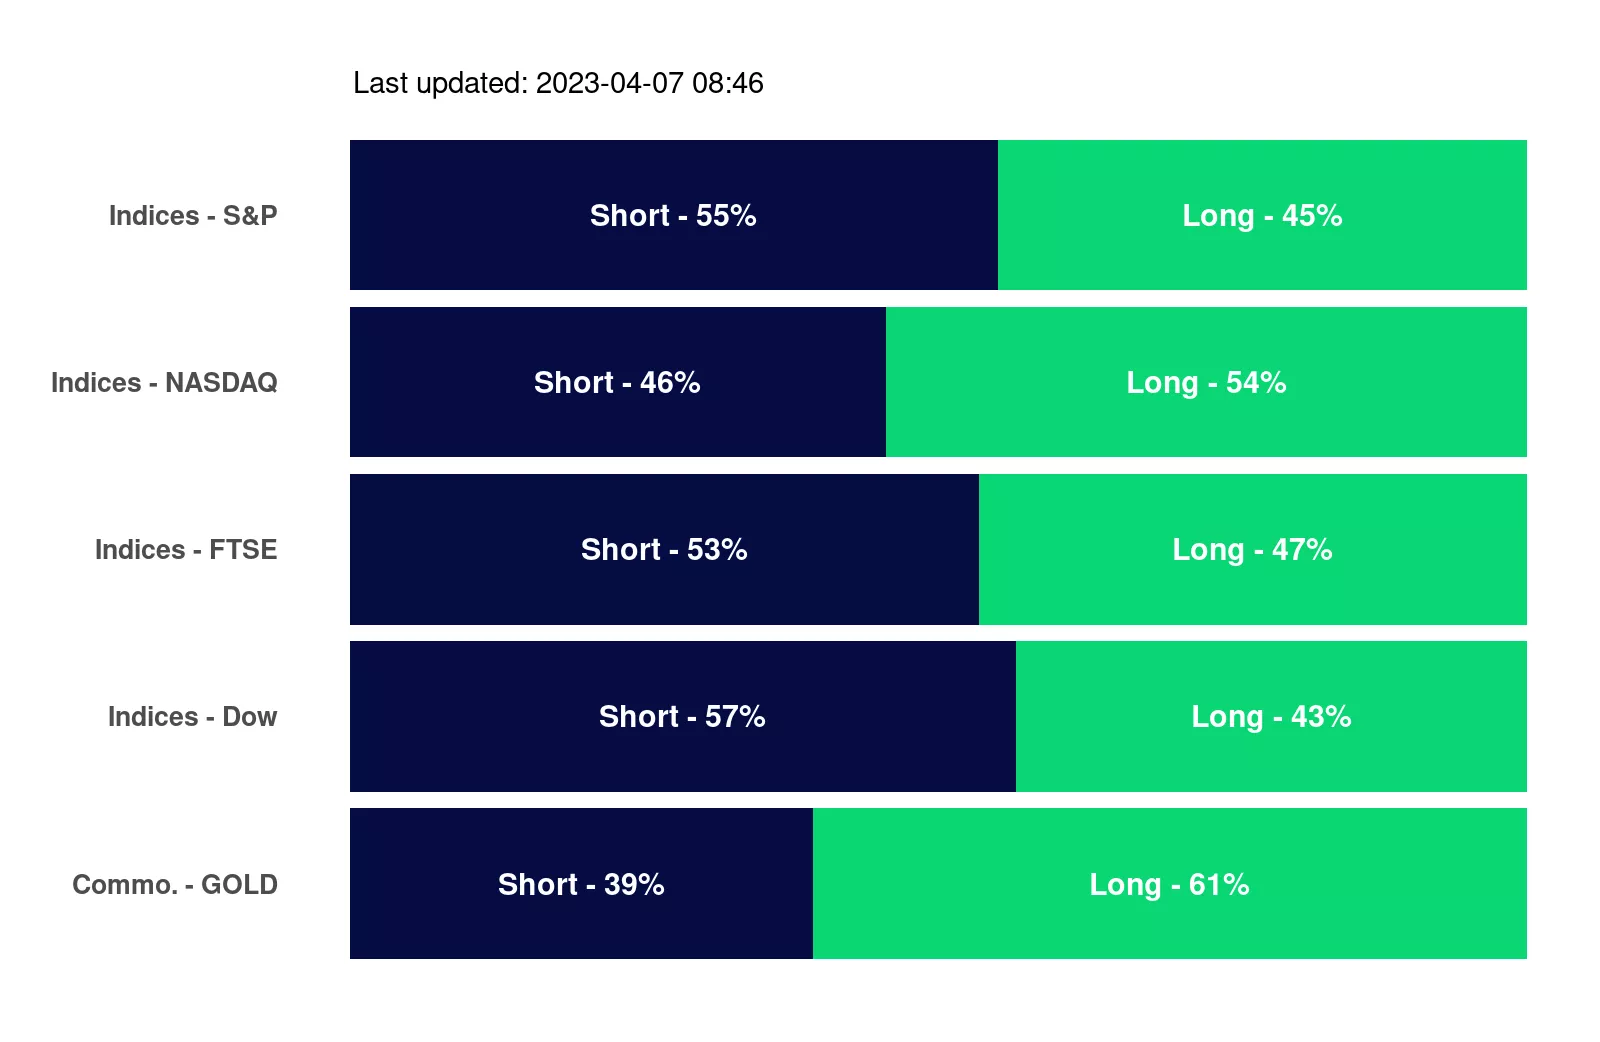 Last updated: 2023-04-07 08:46
Indices - S&P Short - 55% Long - 45%
Indices - NASDAQ Short - 46% Long - 54%
Indices - FTSE Short - 53% Long - 47%
Indices - Dow Short - 57% Long - 43%
Commo. - GOLD Short - 39% Long - 61%